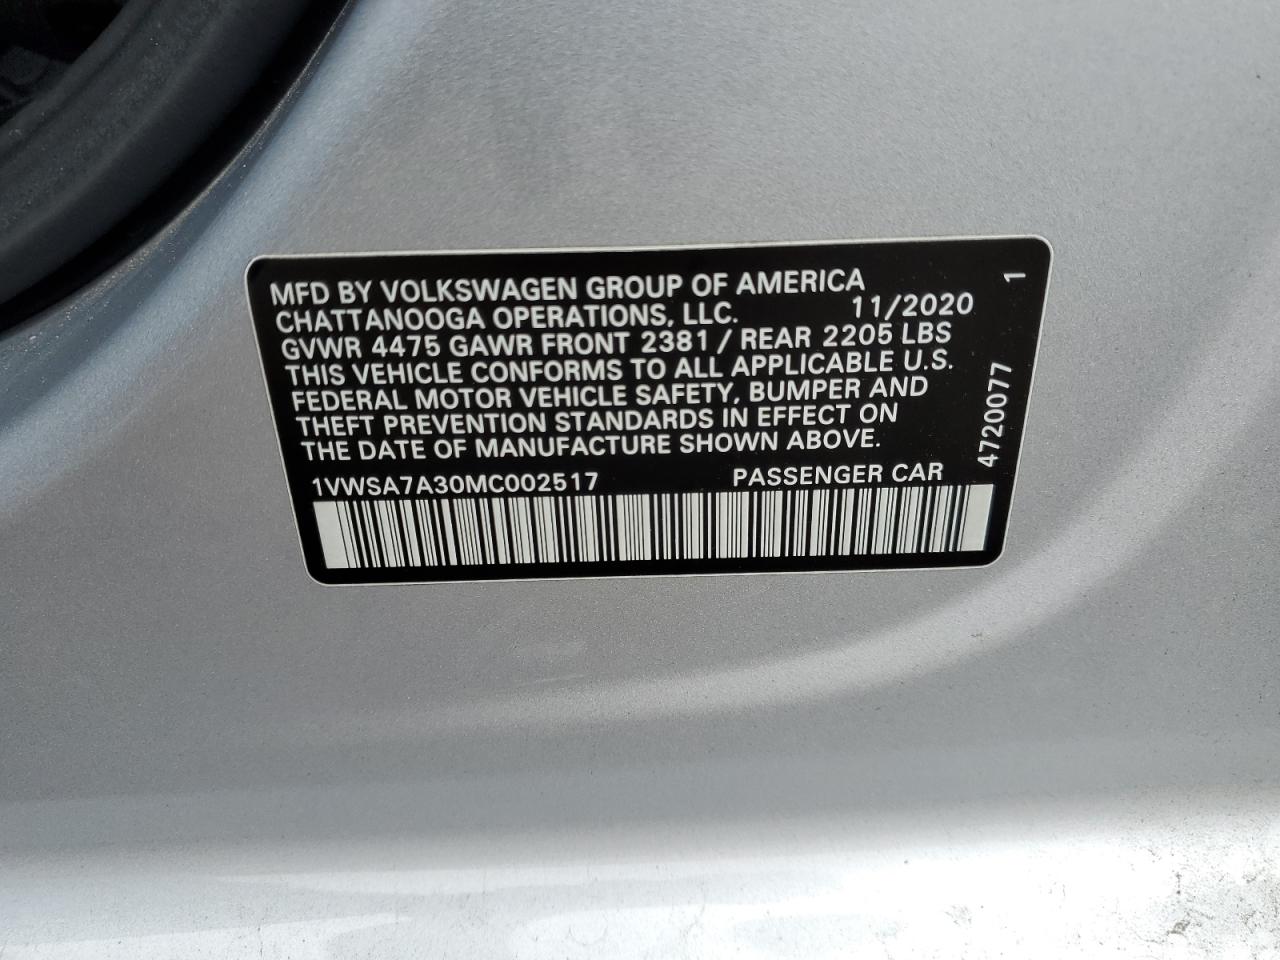 MFD BY VOLKSWAGEN GROUP OF AMERICA
CHATTANOOGA OPERATIONS, LLC. 11/2020
GVWR 4475 GAWR FRONT 2381 / REAR 2205 LBS
THIS VEHICLE CONFORMS TO ALL APPLICABLE U.S.
FEDERAL MOTOR VEHICLE SAFETY, BUMPER AND
THEFT PREVENTION STANDARDS IN EFFECT ON
THE DATE OF MANUFACTURE SHOWN ABOVE.
1VWSA7A30MC002517 PASSENGER CAR
4720077 1